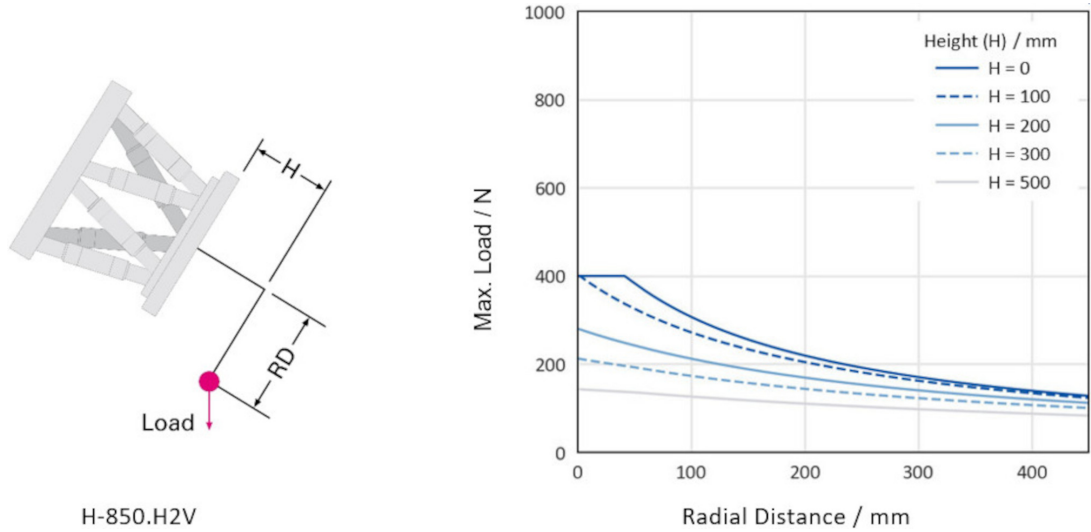 H
RD
Load
H-850.H2V
Max. Load / N
1000
800
600
400
200
0
0 100 200 300 400
Radial Distance / mm
Height (H) / mm
H = 0
H = 100
H = 200
H = 300
H = 500